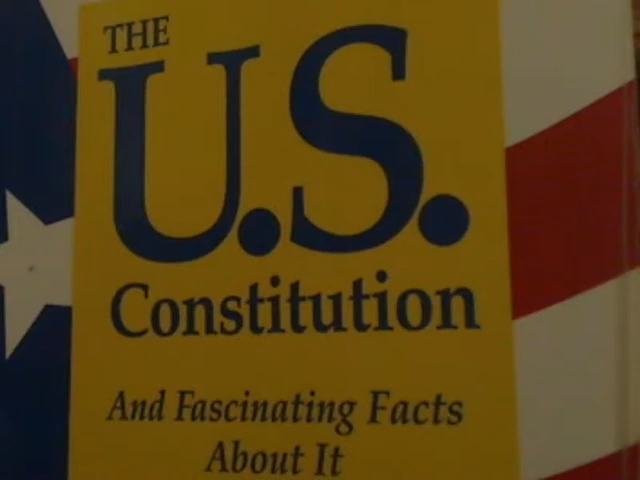 THE
U.S.
Constitution
And Fascinating Facts
About It